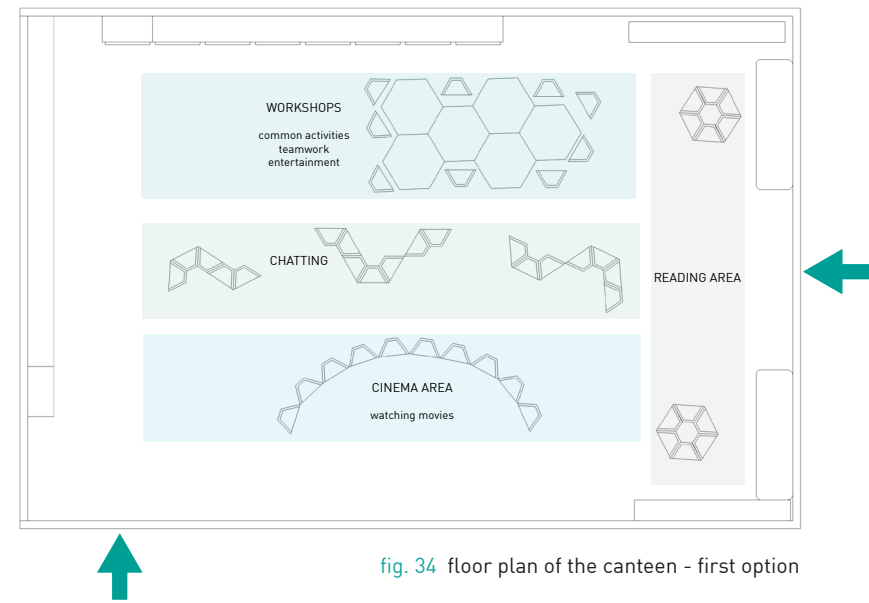 WORKSHOPS
common activities
teamwork
entertainment
CHATTING
READING AREA
CINEMA AREA
watching movies
fig. 34 floor plan of the canteen - first option